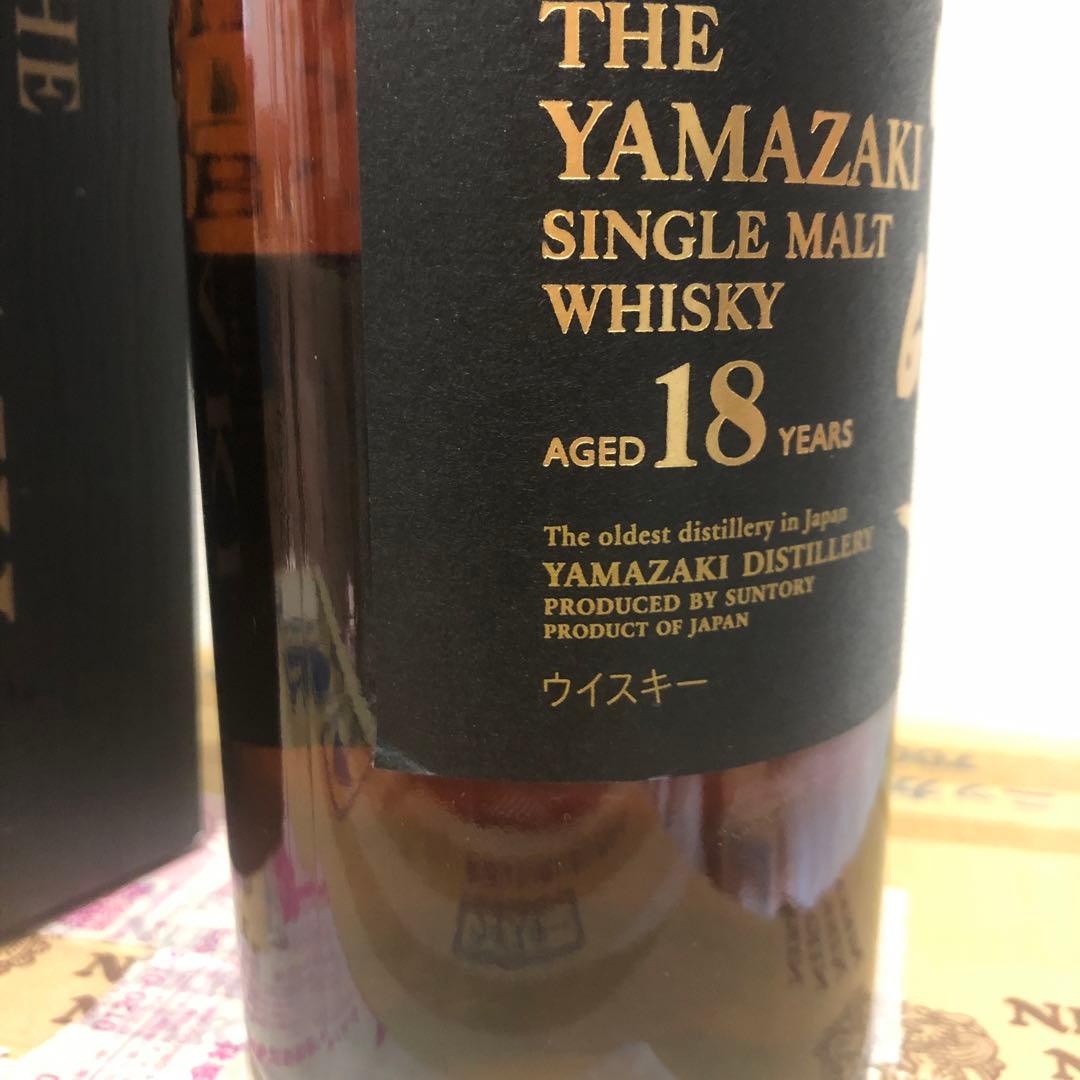 THE
THE
YAMAZAKI
SINGLE MALT
WHISKY
AGED 18 YEARS
The oldest distillery in Japan
YAMAZAKI DISTILLERY
PRODUCED BY SUNTORY
PRODUCT OF JAPAN
ウイスキー